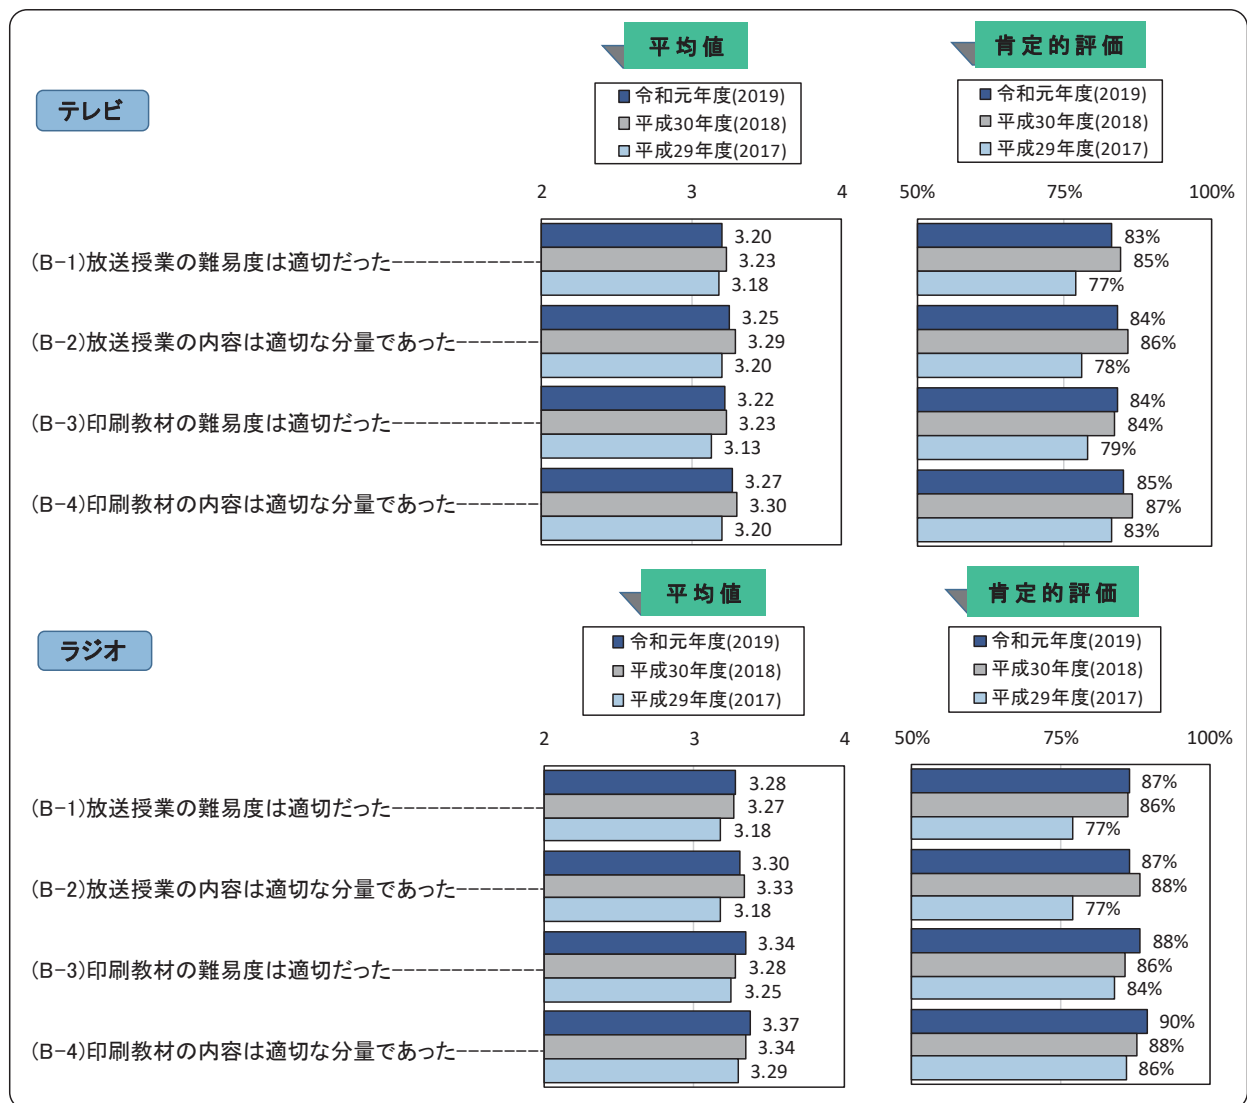 平均値
肯定的評価
テレビ
令和元年度(2019)
平成30年度(2018)
平成29年度(2017)
令和元年度(2019)
平成30年度(2018)
平成29年度(2017)
2 3 4
50% 75% 100%
(B-1)放送授業の難易度は適切だった
3.20
3.23
3.18
83%
85%
77%
(B-2)放送授業の内容は適切な分量であった
3.25
3.29
3.20
84%
86%
78%
(B-3)印刷教材の難易度は適切だった
3.22
3.23
3.13
84%
84%
79%
(B-4)印刷教材の内容は適切な分量であった
3.27
3.30
3.20
85%
87%
83%
平均値
肯定的評価
ラジオ
令和元年度(2019)
平成30年度(2018)
平成29年度(2017)
令和元年度(2019)
平成30年度(2018)
平成29年度(2017)
2 3 4
50% 75% 100%
(B-1)放送授業の難易度は適切だった
3.28
3.27
3.18
87%
86%
77%
(B-2)放送授業の内容は適切な分量であった
3.30
3.33
3.18
87%
88%
77%
(B-3)印刷教材の難易度は適切だった
3.34
3.28
3.25
88%
86%
84%
(B-4)印刷教材の内容は適切な分量であった
3.37
3.34
3.29
90%
88%
86%